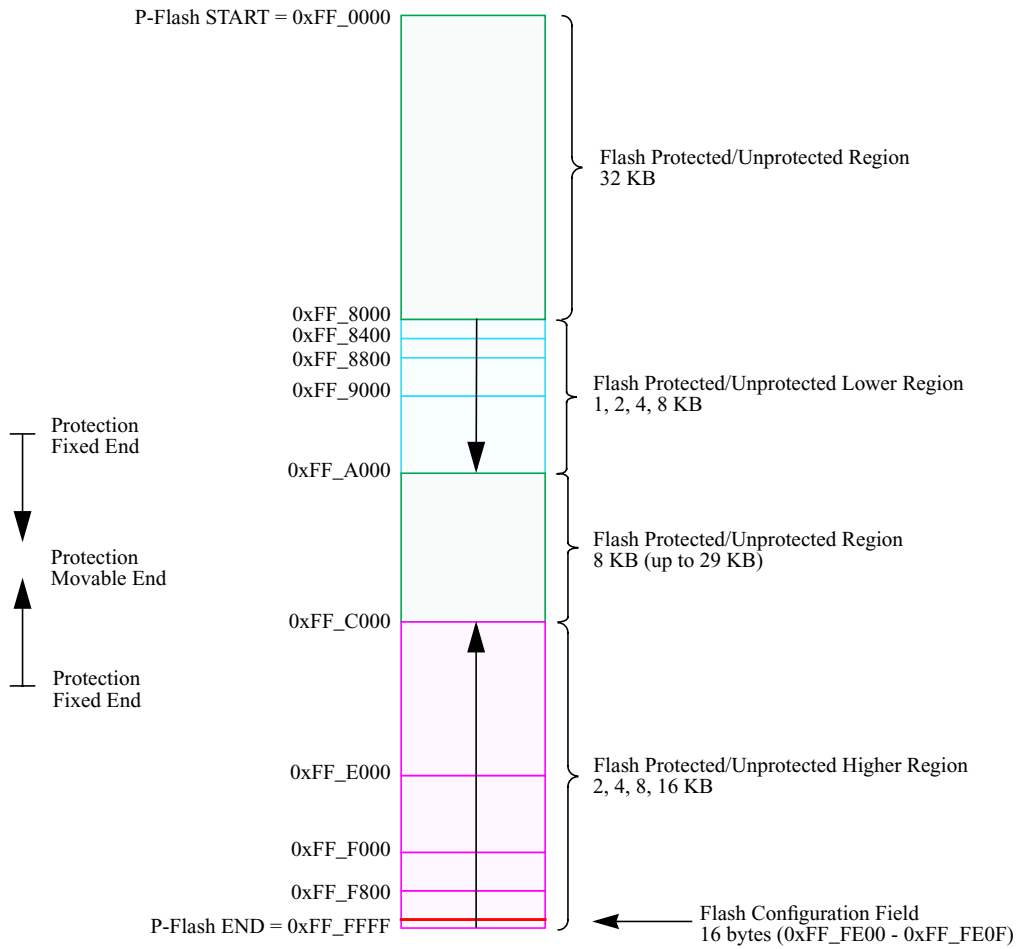 P-Flash START = 0xFF_0000
Flash Protected/Unprotected Region
32 KB
0xFF_8000
0xFF_8400
0xFF_8800
0xFF_9000
Flash Protected/Unprotected Lower Region
1, 2, 4, 8 KB
Protection
Fixed End
0xFF_A000
Protection
Movable End
Flash Protected/Unprotected Region
8 KB (up to 29 KB)
0xFF_C000
Protection
Fixed End
0xFF_E000
Flash Protected/Unprotected Higher Region
2, 4, 8, 16 KB
0xFF_F000
0xFF_F800
P-Flash END = 0xFF_FFFF
Flash Configuration Field
16 bytes (0xFF_FE00 - 0xFF_FE0F)